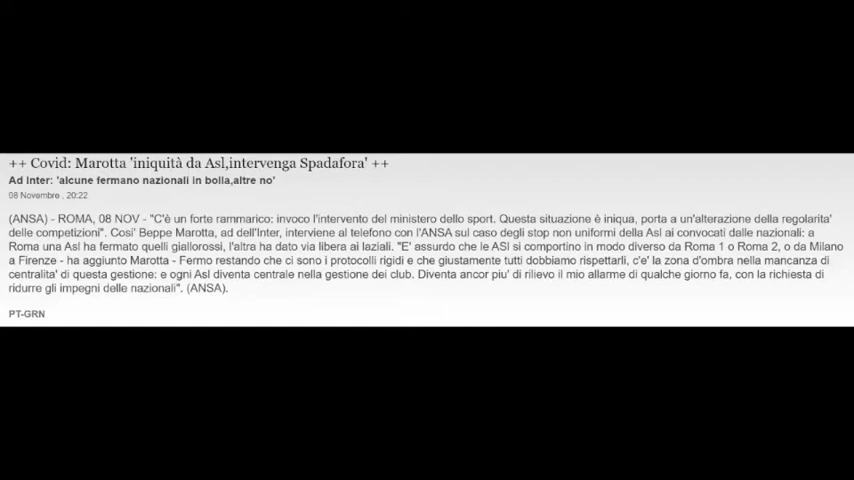 ++ Covid: Marotta 'iniquità da Asl,intervenga Spadafora' ++
Ad Inter: 'alcune fermano nazionali in bolla,altre no'
08 Novembre , 20:22
(ANSA) - ROMA, 08 NOV - "C'è un forte rammarico: invoco l'intervento del ministero dello sport. Questa situazione è iniqua, porta a un'alterazione della regolarita'
delle competizioni". Cosi' Beppe Marotta, ad dell'Inter, interviene al telefono con l'ANSA sul caso degli stop non uniformi della Asl ai convocati dalle nazionali: a
Roma una Asl ha fermato quelli giallorossi, l'altra ha dato via libera ai laziali. "E' assurdo che le ASl si comportino in modo diverso da Roma 1 o Roma 2, o da Milano
a Firenze - ha aggiunto Marotta - Fermo restando che ci sono i protocolli rigidi e che giustamente tutti dobbiamo rispettarli, c'e' la zona d'ombra nella mancanza di
centralita' di questa gestione: e ogni Asl diventa centrale nella gestione dei club. Diventa ancor piu' di rilievo il mio allarme di qualche giorno fa, con la richiesta di
ridurre gli impegni delle nazionali". (ANSA).
PT-GRN